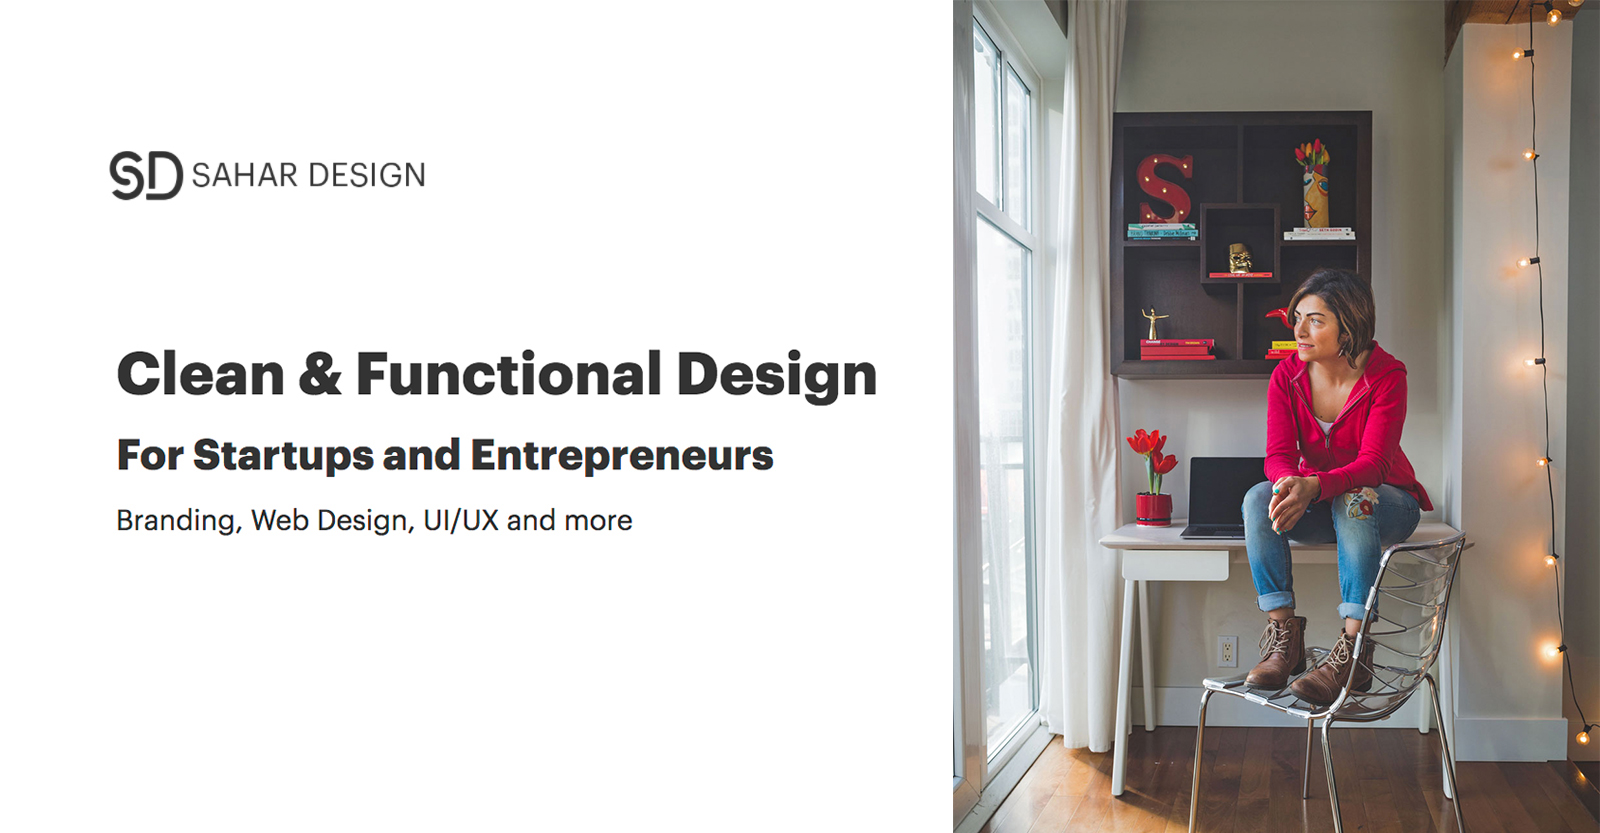 SD SAHAR DESIGN
Clean & Functional Design
For Startups and Entrepreneurs
Branding, Web Design, UI/UX and more
S